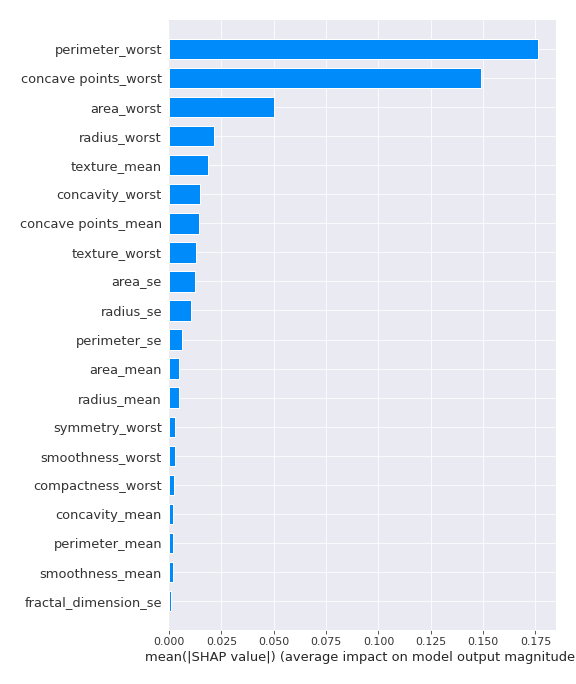 perimeter_worst
concave points_worst
area_worst
radius_worst
texture_mean
concavity_worst
concave points_mean
texture_worst
area_se
radius_se
perimeter_se
area_mean
radius_mean
symmetry_worst
smoothness_worst
compactness_worst
concavity_mean
perimeter_mean
smoothness_mean
fractal_dimension_se
0.000 0.025 0.050 0.075 0.100 0.125 0.150 0.175
mean(|SHAP value|) (average impact on model output magnitude